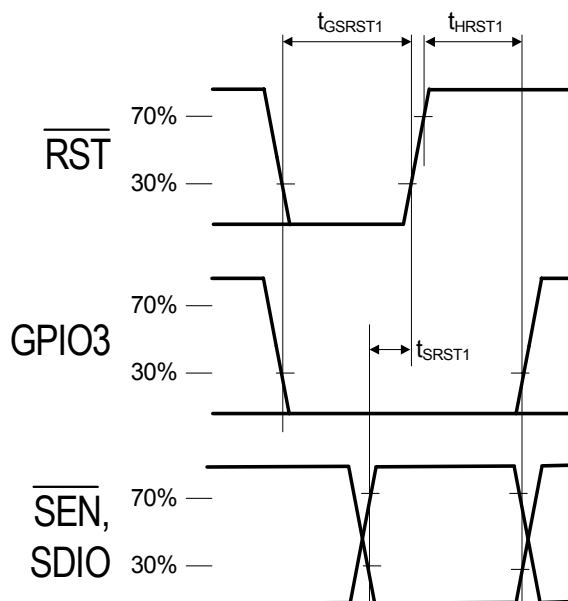 tGSRST1 tHRST1
70%
RST
30%
70%
GPIO3
30%
tSRST1
SEN,
70%
SDIO
30%